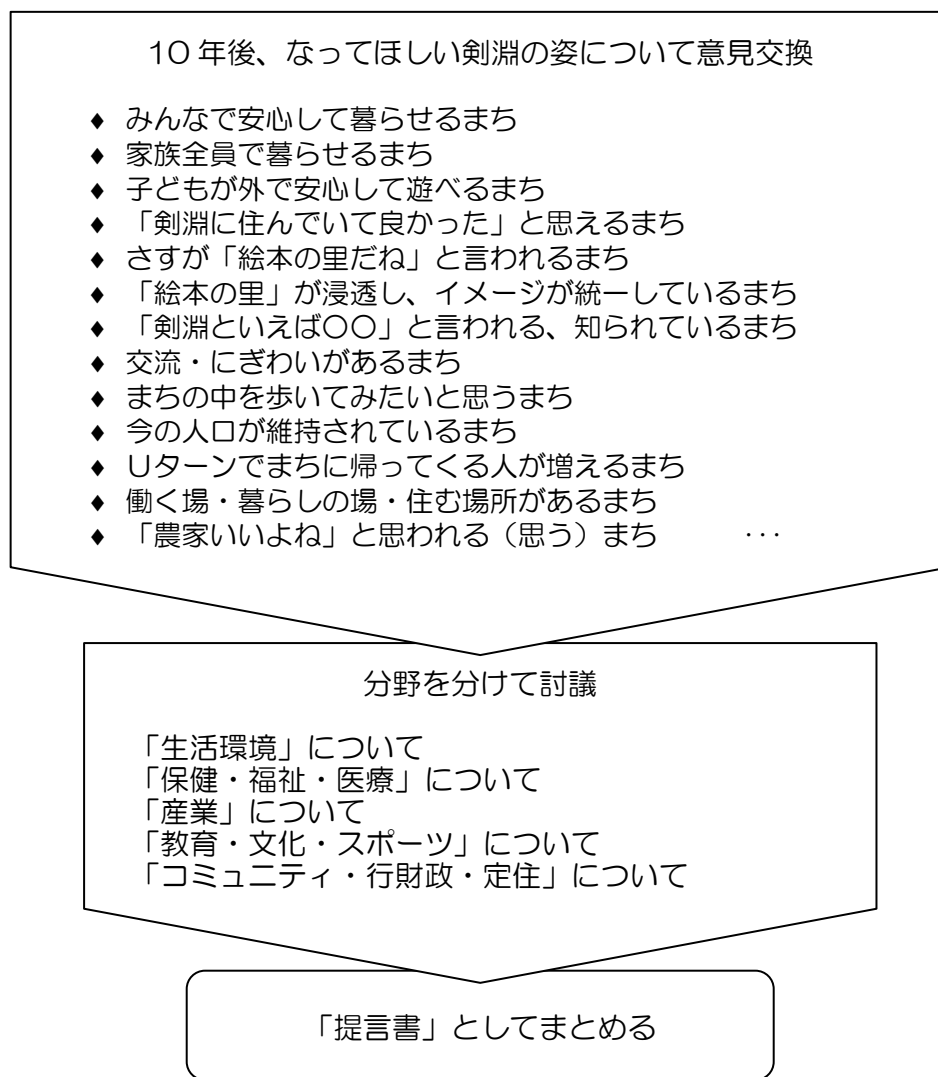 10年後、なってほしい剣淵の姿について意見交換
♦ みんなで安心して暮らせるまち
♦ 家族全員で暮らせるまち
♦ 子どもが外で安心して遊べるまち
♦ 「剣淵に住んでいて良かった」と思えるまち
♦ さすが「絵本の里だね」と言われるまち
♦ 「絵本の里」が浸透し、イメージが統一しているまち
♦ 「剣淵といえば〇〇」と言われる、知られているまち
♦ 交流・にぎわいがあるまち
♦ まちの中を歩いてみたいと思うまち
♦ 今の人口が維持されているまち
♦ Uターンでまちに帰ってくる人が増えるまち
♦ 働く場・暮らしの場・住む場所があるまち
♦ 「農家いいよね」と思われる（思う）まち　　…
分野を分けて討議
「生活環境」について
「保健・福祉・医療」について
「産業」について
「教育・文化・スポーツ」について
「コミュニティ・行財政・定住」について
「提言書」としてまとめる